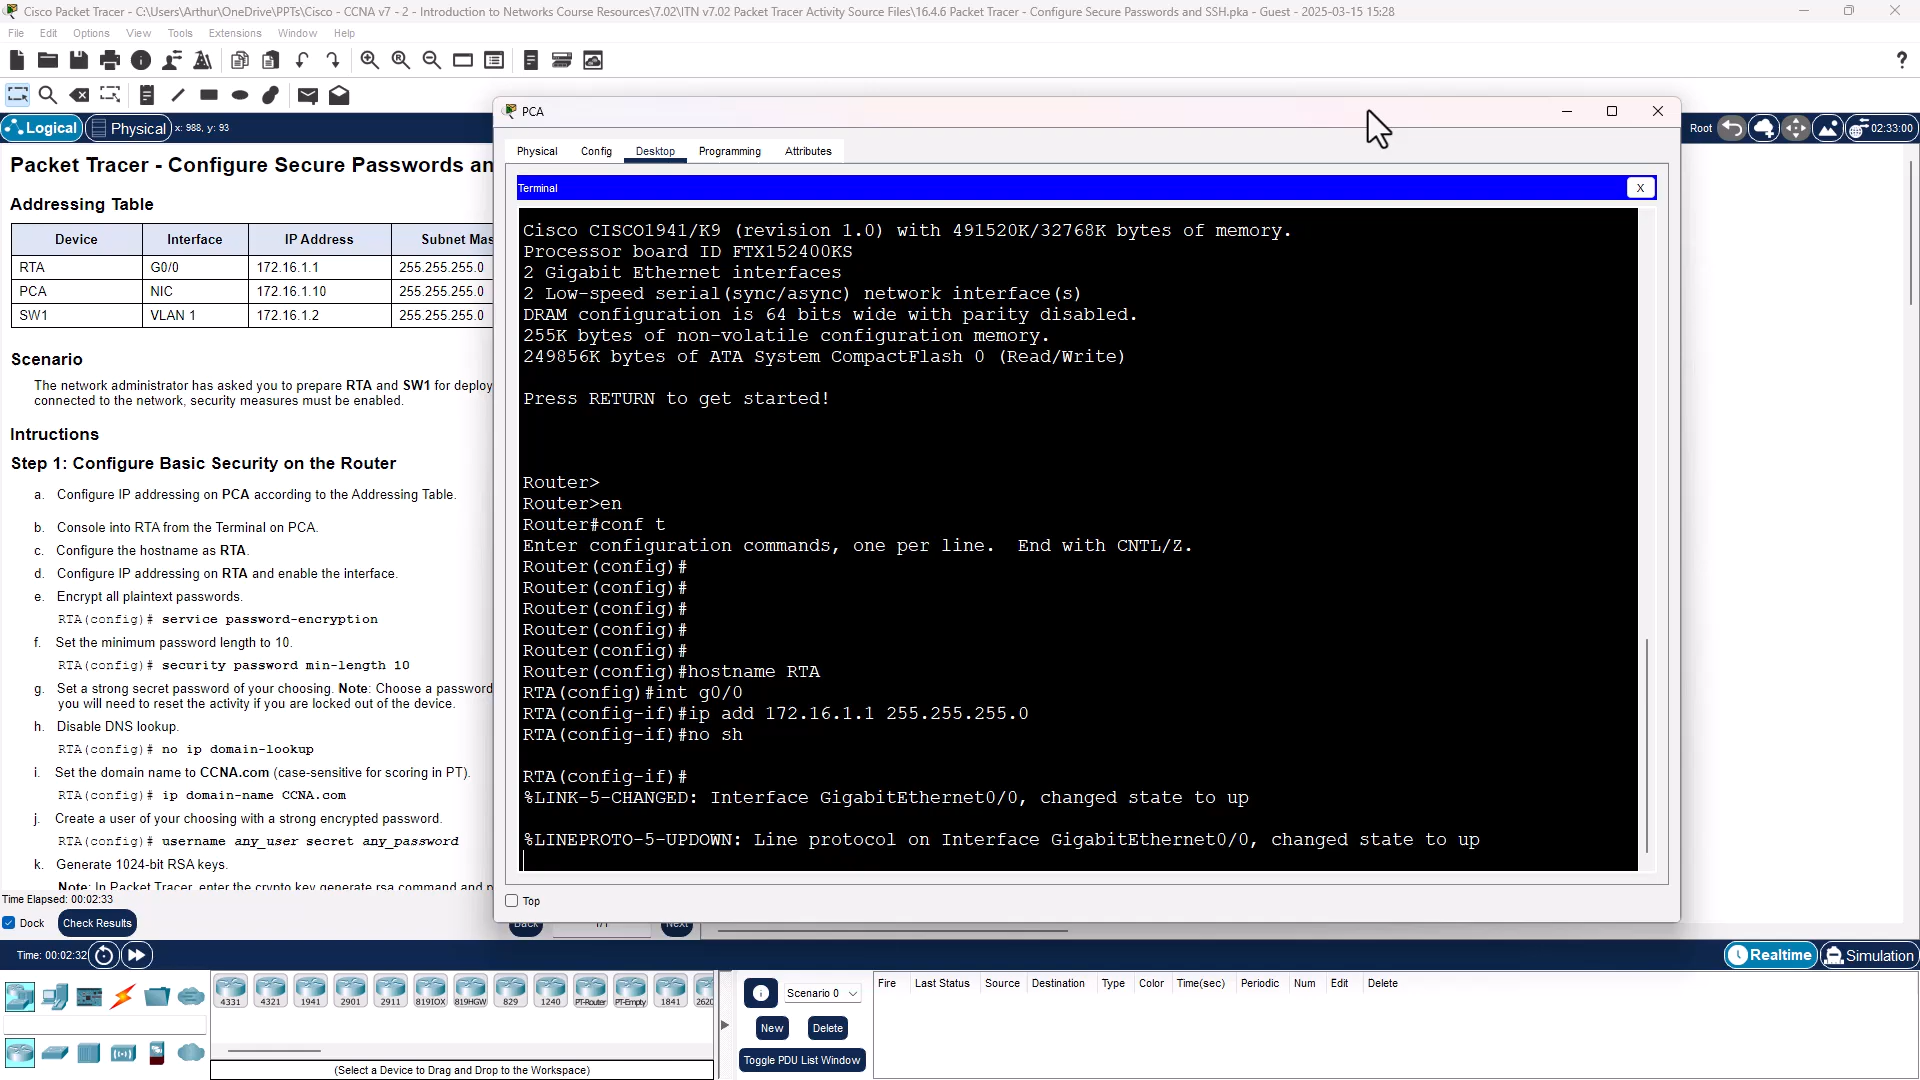 Cisco Packet Tracer - C:\Users\Arthur\OneDrive\PPTs\Cisco - CCNA v7 - 2 - Introduction to Networks Course Resources\7.02\ITN v7.02 Packet Tracer Activity Source Files\16.4.6 Packet Tracer - Configure Secure Passwords and SSH.pka - Guest - 2025-03-15 15:28
File Edit Options View Tools Extensions Window Help
Logical Physical x: 988, y: 93
Root 02:33:00
Packet Tracer - Configure Secure Passwords an
Addressing Table
Device Interface IP Address Subnet Mas
RTA G0/0 172.16.1.1 255.255.255.0
PCA NIC 172.16.1.10 255.255.255.0
SW1 VLAN 1 172.16.1.2 255.255.255.0
Scenario
The network administrator has asked you to prepare RTA and SW1 for deploy
connected to the network, security measures must be enabled.
Intructions
Step 1: Configure Basic Security on the Router
a. Configure IP addressing on PCA according to the Addressing Table.
b. Console into RTA from the Terminal on PCA.
c. Configure the hostname as RTA.
d. Configure IP addressing on RTA and enable the interface.
e. Encrypt all plaintext passwords.
RTA(config)# service password-encryption
f. Set the minimum password length to 10.
RTA(config)# security password min-length 10
g. Set a strong secret password of your choosing. Note: Choose a password
you will need to reset the activity if you are locked out of the device.
h. Disable DNS lookup.
RTA(config)# no ip domain-lookup
i. Set the domain name to CCNA.com (case-sensitive for scoring in PT).
RTA(config)# ip domain-name CCNA.com
j. Create a user of your choosing with a strong encrypted password.
RTA(config)# username any_user secret any_password
k. Generate 1024-bit RSA keys.
Note: In Packet Tracer, enter the crypto key generate rsa command and p
Time Elapsed: 00:02:33
Dock Check Results
Back 1/1 Next
PCA
Physical Config Desktop Programming Attributes
Terminal X
Cisco CISCO1941/K9 (revision 1.0) with 491520K/32768K bytes of memory.
Processor board ID FTX152400KS
2 Gigabit Ethernet interfaces
2 Low-speed serial(sync/async) network interface(s)
DRAM configuration is 64 bits wide with parity disabled.
255K bytes of non-volatile configuration memory.
249856K bytes of ATA System CompactFlash 0 (Read/Write)
Press RETURN to get started!
Router>
Router>en
Router#conf t
Enter configuration commands, one per line.  End with CNTL/Z.
Router(config)#
Router(config)#
Router(config)#
Router(config)#
Router(config)#
Router(config)#hostname RTA
RTA(config)#int g0/0
RTA(config-if)#ip add 172.16.1.1 255.255.255.0
RTA(config-if)#no sh
RTA(config-if)#
%LINK-5-CHANGED: Interface GigabitEthernet0/0, changed state to up
%LINEPROTO-5-UPDOWN: Line protocol on Interface GigabitEthernet0/0, changed state to up
Top
Time: 00:02:32
Realtime Simulation
4331 4321 1941 2901 2911 819IOX 819HGW 829 1240 PT-Router PT-Empty 1841 2620
(Select a Device to Drag and Drop to the Workspace)
Scenario 0
New Delete
Toggle PDU List Window
Fire Last Status Source Destination Type Color Time(sec) Periodic Num Edit Delete